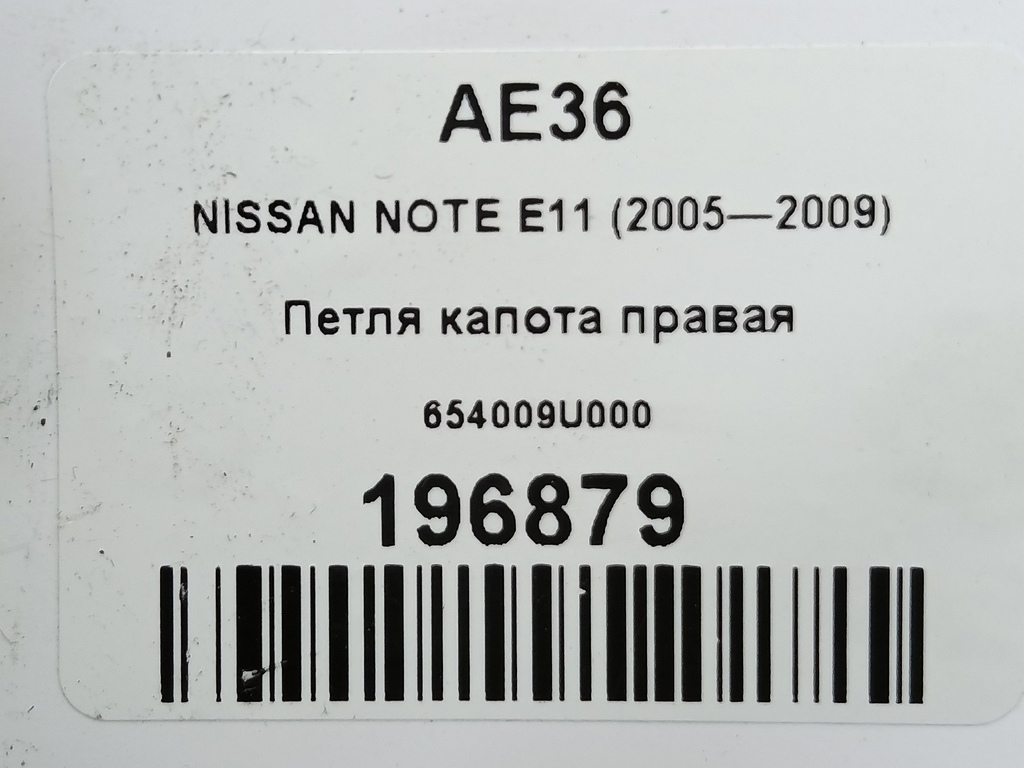 AE36
NISSAN NOTE E11 (2005—2009)
Петля капота правая
654009U000
196879